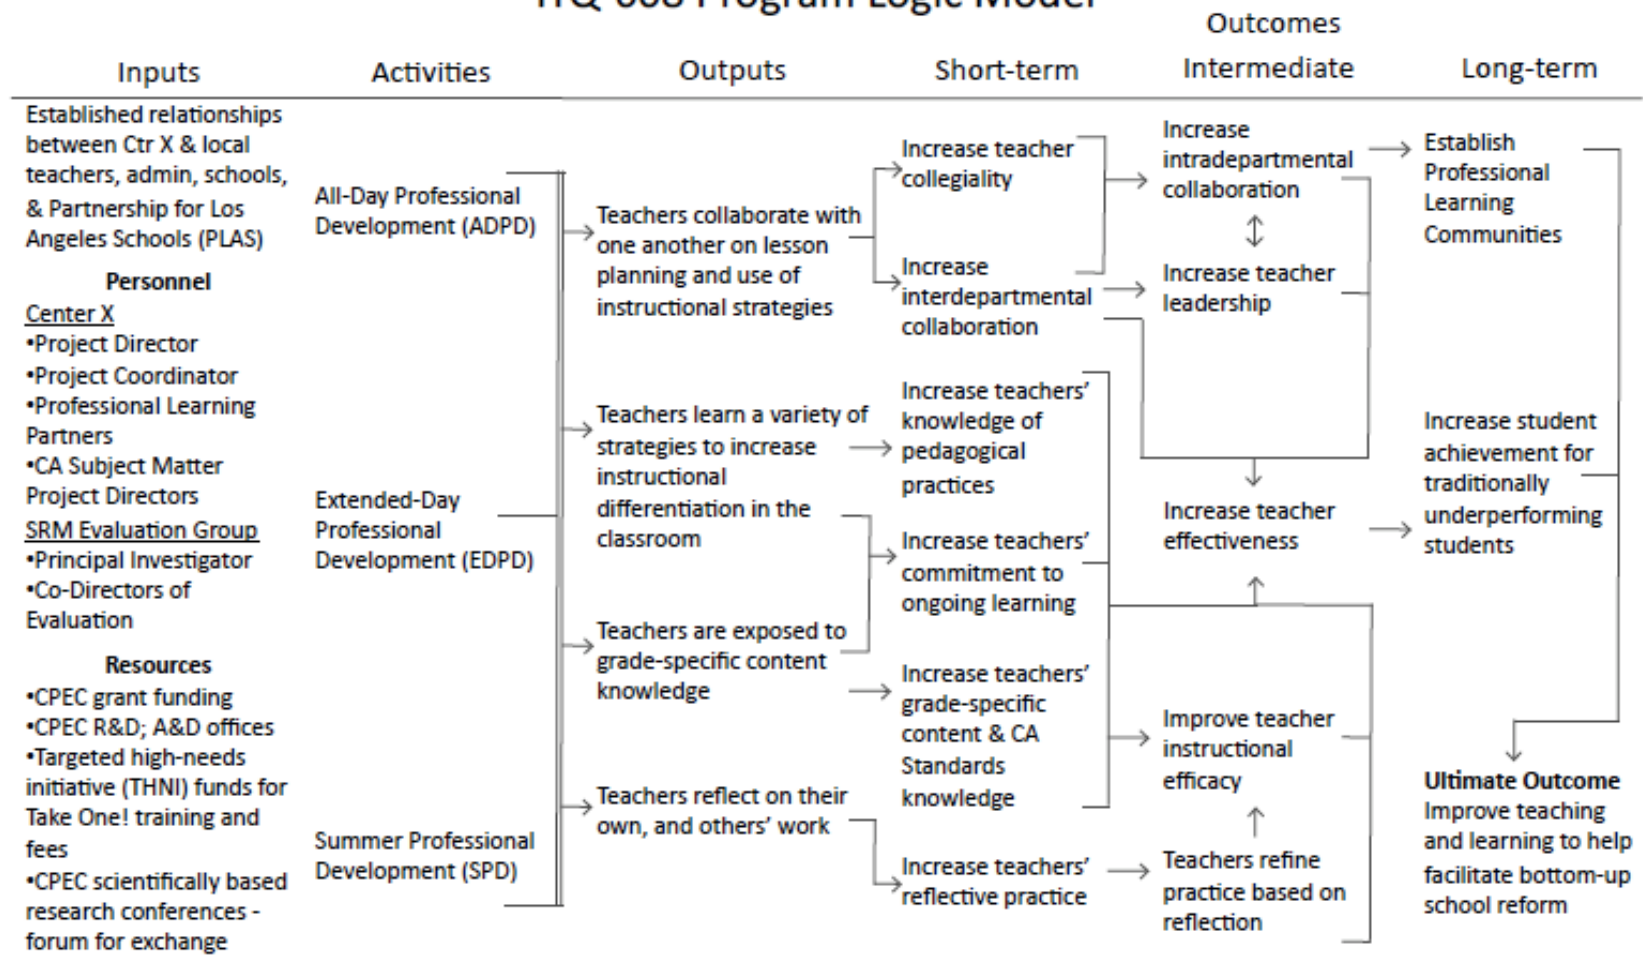 Program Logic Model
Outcomes
Inputs
Activities
Outputs
Short-term
Intermediate
Long-term
Established relationships
between Ctr X & local
teachers, admin, schools,
& Partnership for Los
Angeles Schools (PLAS)
Personnel
Center X
•Project Director
•Project Coordinator
•Professional Learning
Partners
•CA Subject Matter
Project Directors
SRM Evaluation Group
•Principal Investigator
•Co-Directors of
Evaluation
Resources
•CPEC grant funding
•CPEC R&D; A&D offices
•Targeted high-needs
initiative (THNI) funds for
Take One! training and
fees
•CPEC scientifically based
research conferences -
forum for exchange
All-Day Professional
Development (ADPD)
Extended-Day
Professional
Development (EDPD)
Summer Professional
Development (SPD)
Teachers collaborate with
one another on lesson
planning and use of
instructional strategies
Teachers learn a variety of
strategies to increase
instructional
differentiation in the
classroom
Teachers are exposed to
grade-specific content
knowledge
Teachers reflect on their
own, and others’ work
Increase teacher
collegiality
Increase
interdepartmental
collaboration
Increase teachers’
knowledge of
pedagogical
practices
Increase teachers’
commitment to
ongoing learning
Increase teachers’
grade-specific
content & CA
Standards
knowledge
Increase teachers’
reflective practice
Increase
intradepartmental
collaboration
Increase teacher
leadership
Increase teacher
effectiveness
Improve teacher
instructional
efficacy
Teachers refine
practice based on
reflection
Establish
Professional
Learning
Communities
Increase student
achievement for
traditionally
underperforming
students
Ultimate Outcome
Improve teaching
and learning to help
facilitate bottom-up
school reform